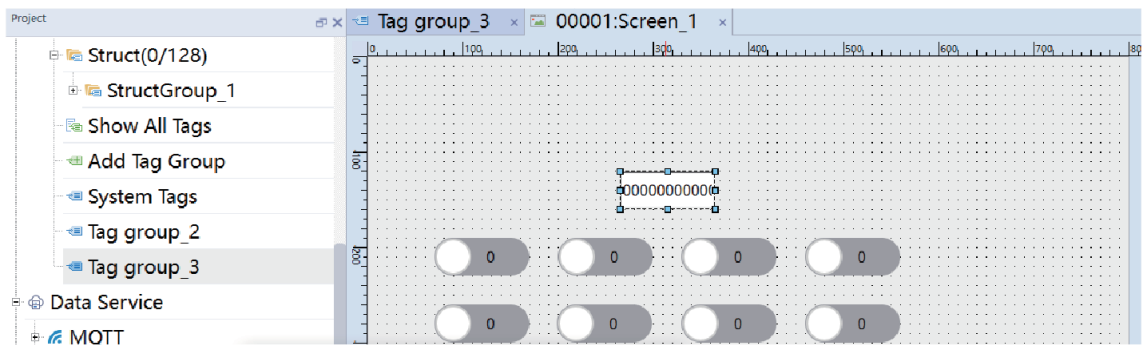 Project
Tag group_3 × 00001:Screen_1 ×
Struct(0/128)
StructGroup_1
Show All Tags
Add Tag Group
System Tags
Tag group_2
Tag group_3
Data Service
MQTT
0 100 200 300 400 500 600 700 80
0
100
200
00000000000
0 0 0 0
0 0 0 0